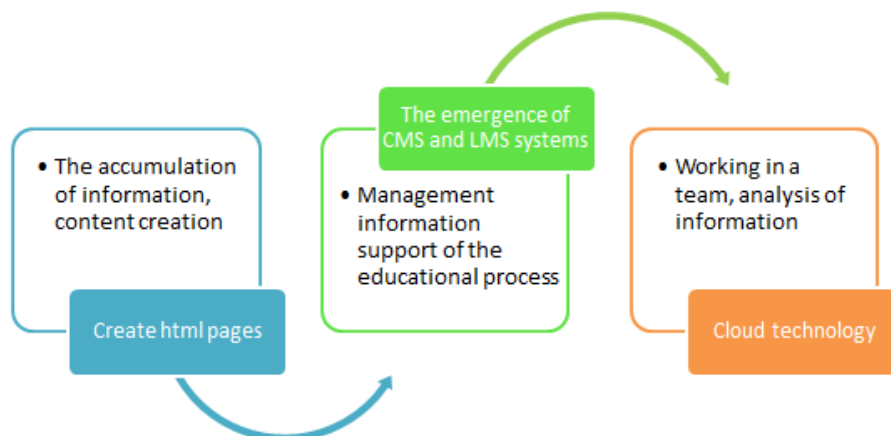 • The accumulation
of information,
content creation
Create html pages
The emergence of
CMS and LMS systems
• Management
information
support of the
educational process
• Working in a
team, analysis of
information
Cloud technology